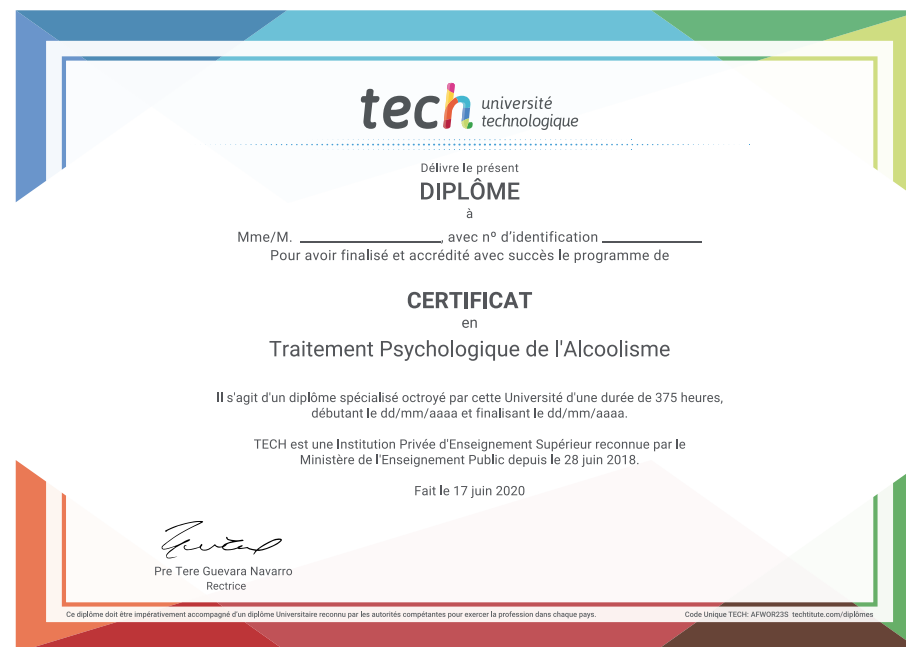 tech université
technologique
Délivre le présent
DIPLÔME
à
Mme/M. ____________________, avec nº d'identification ______________
Pour avoir finalisé et accrédité avec succès le programme de
CERTIFICAT
en
Traitement Psychologique de l'Alcoolisme
Il s'agit d'un diplôme spécialisé octroyé par cette Université d'une durée de 375 heures,
débutant le dd/mm/aaaa et finalisant le dd/mm/aaaa.
TECH est une Institution Privée d'Enseignement Supérieur reconnue par le
Ministère de l'Enseignement Public depuis le 28 juin 2018.
Fait le 17 juin 2020
Pre Tere Guevara Navarro
Rectrice
Ce diplôme doit être impérativement accompagné d'un diplôme Universitaire reconnu par les autorités compétentes pour exercer la profession dans chaque pays.
Code Unique TECH: AFWOR23S techtitute.com/diplômes